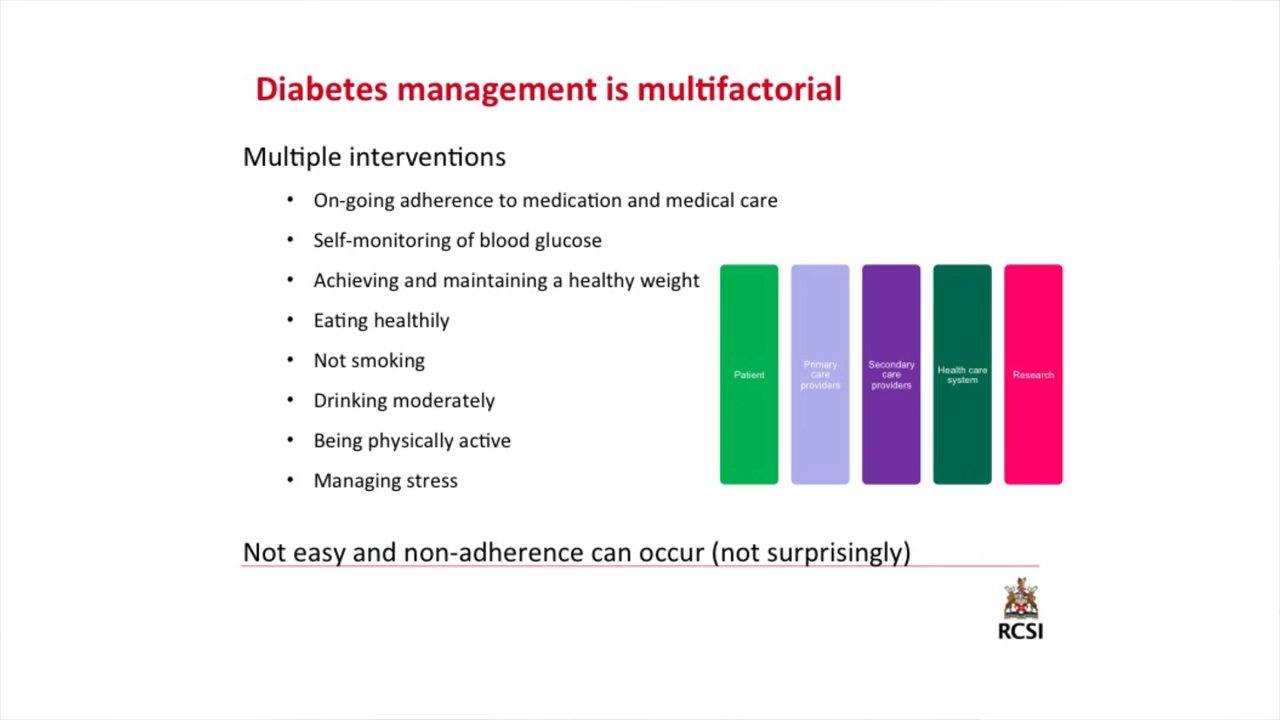 Diabetes management is multifactorial
Multiple interventions
• On-going adherence to medication and medical care
• Self-monitoring of blood glucose
• Achieving and maintaining a healthy weight
• Eating healthily
• Not smoking
• Drinking moderately
• Being physically active
• Managing stress
Patient
Primary
care
providers
Secondary
care
providers
Health care
system
Research
Not easy and non-adherence can occur (not surprisingly)
RCSI